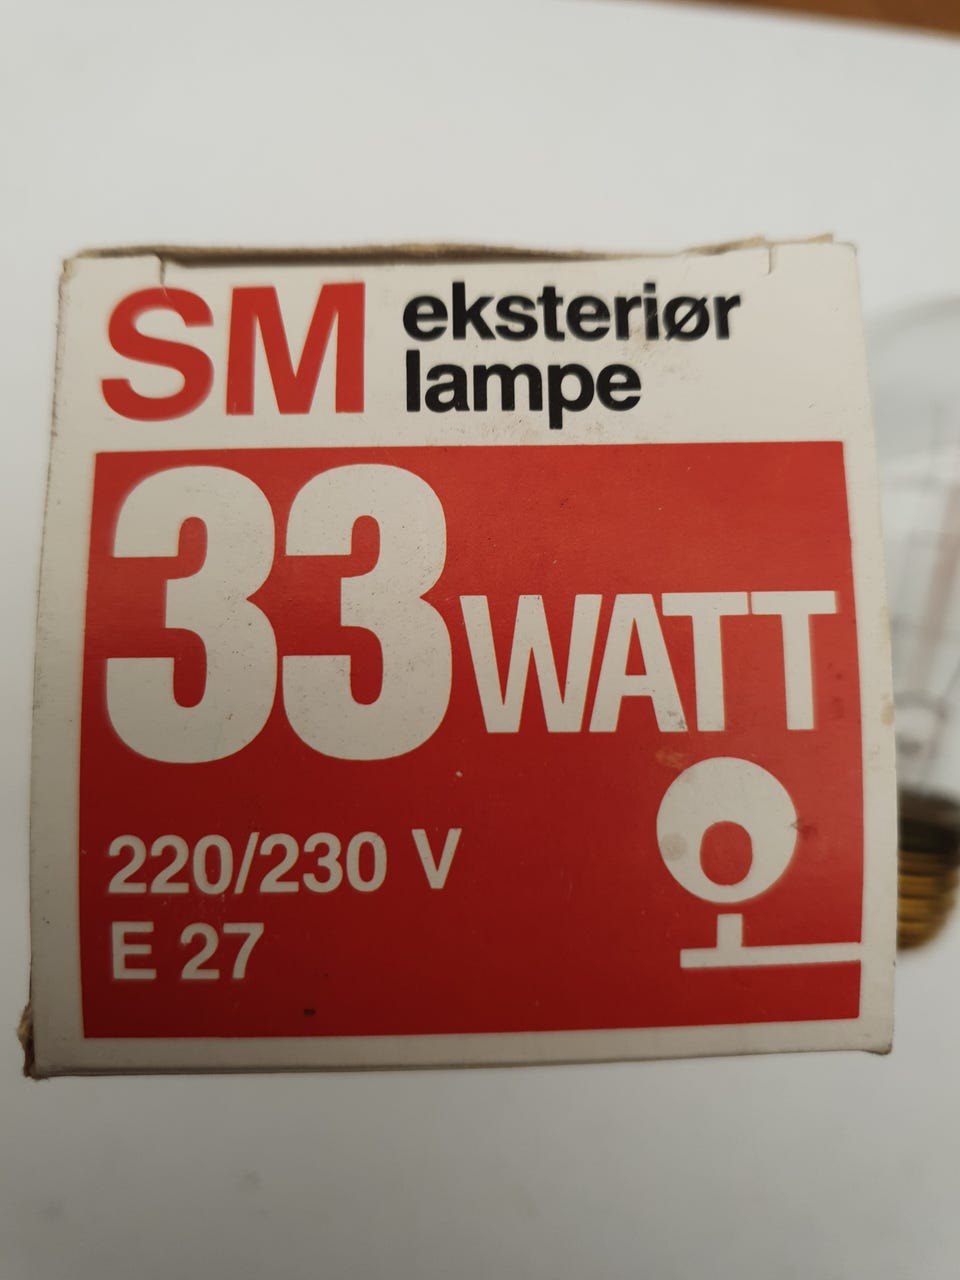 SM eksteriør
lampe
33 WATT
220/230 V
E 27